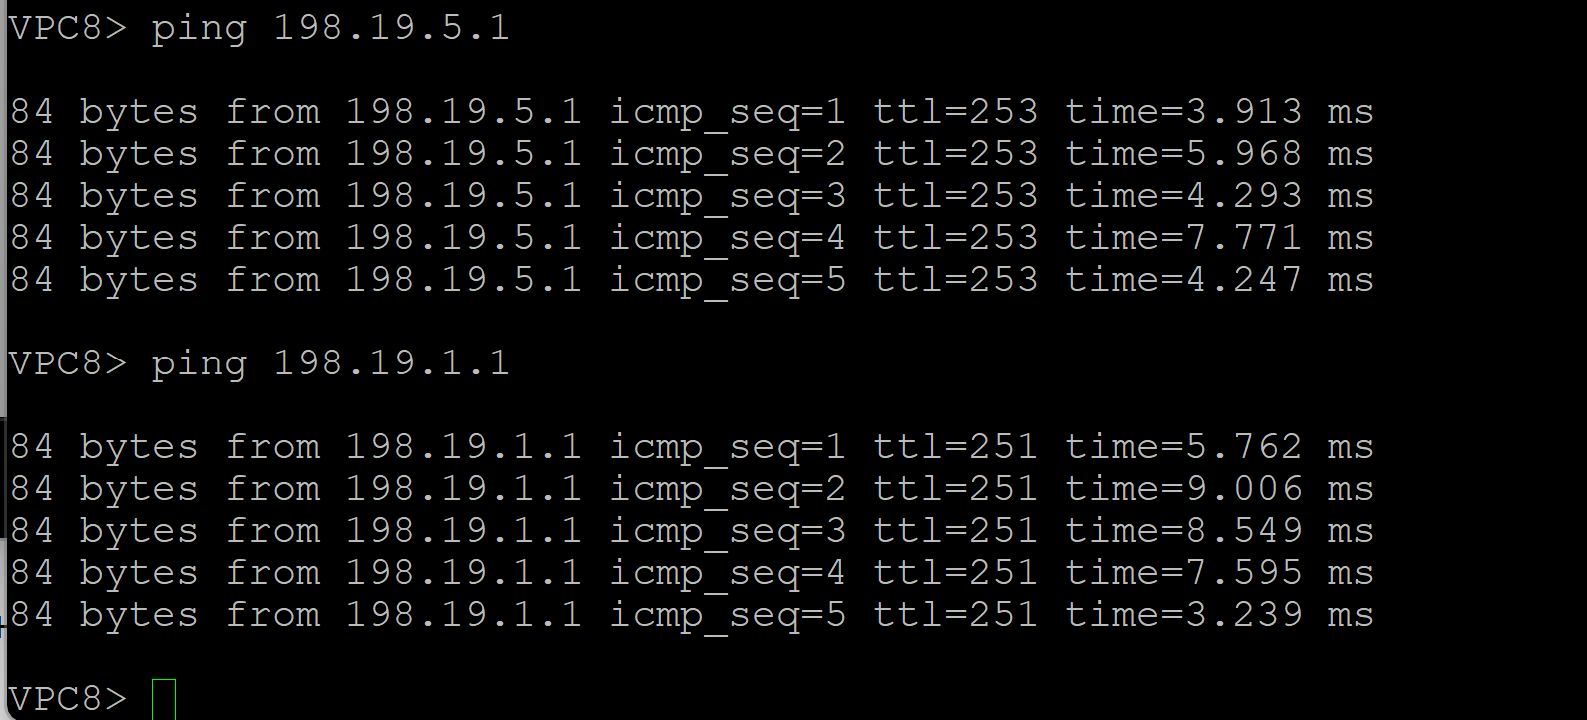 VPC8> ping 198.19.5.1
84 bytes from 198.19.5.1 icmp_seq=1 ttl=253 time=3.913 ms
84 bytes from 198.19.5.1 icmp_seq=2 ttl=253 time=5.968 ms
84 bytes from 198.19.5.1 icmp_seq=3 ttl=253 time=4.293 ms
84 bytes from 198.19.5.1 icmp_seq=4 ttl=253 time=7.771 ms
84 bytes from 198.19.5.1 icmp_seq=5 ttl=253 time=4.247 ms
VPC8> ping 198.19.1.1
84 bytes from 198.19.1.1 icmp_seq=1 ttl=251 time=5.762 ms
84 bytes from 198.19.1.1 icmp_seq=2 ttl=251 time=9.006 ms
84 bytes from 198.19.1.1 icmp_seq=3 ttl=251 time=8.549 ms
84 bytes from 198.19.1.1 icmp_seq=4 ttl=251 time=7.595 ms
84 bytes from 198.19.1.1 icmp_seq=5 ttl=251 time=3.239 ms
VPC8>